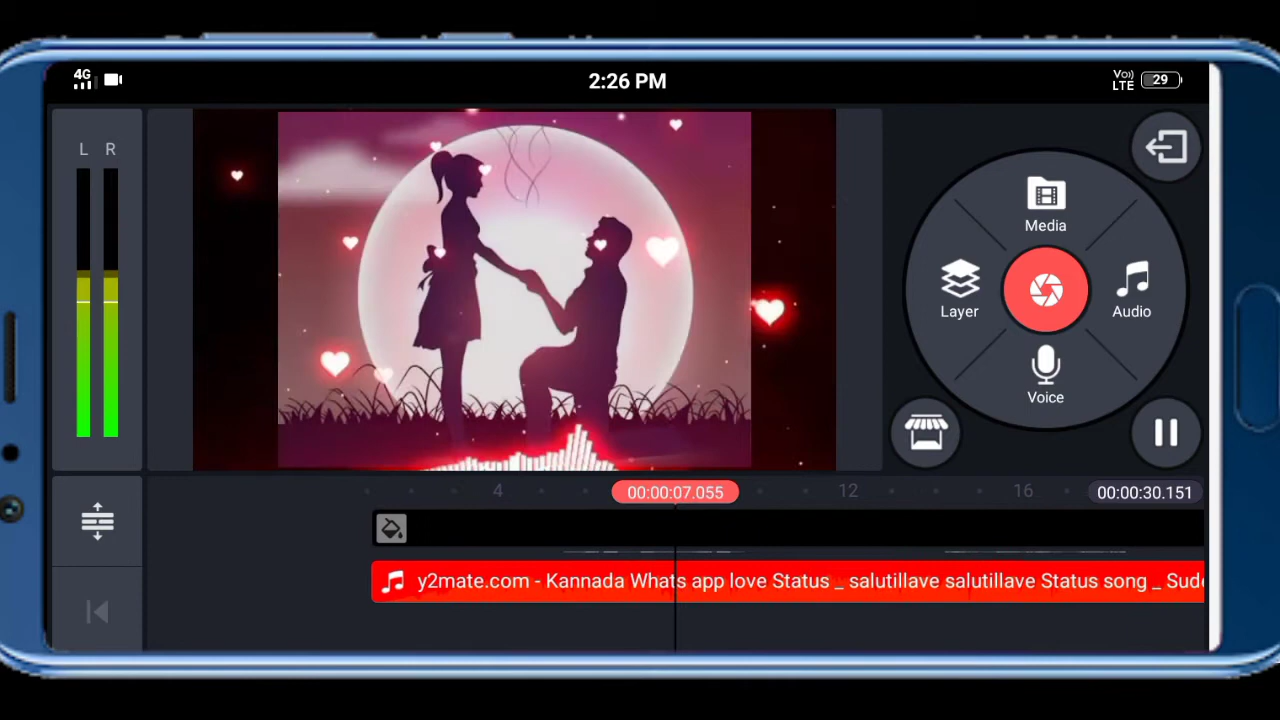 4G
2:26 PM
Vo))
LTE
29
L R
Media
Layer
Audio
Voice
4
00:00:07.055
12
16
00:00:30.151
y2mate.com - Kannada Whats app love Status _ salutillave salutillave Status song _